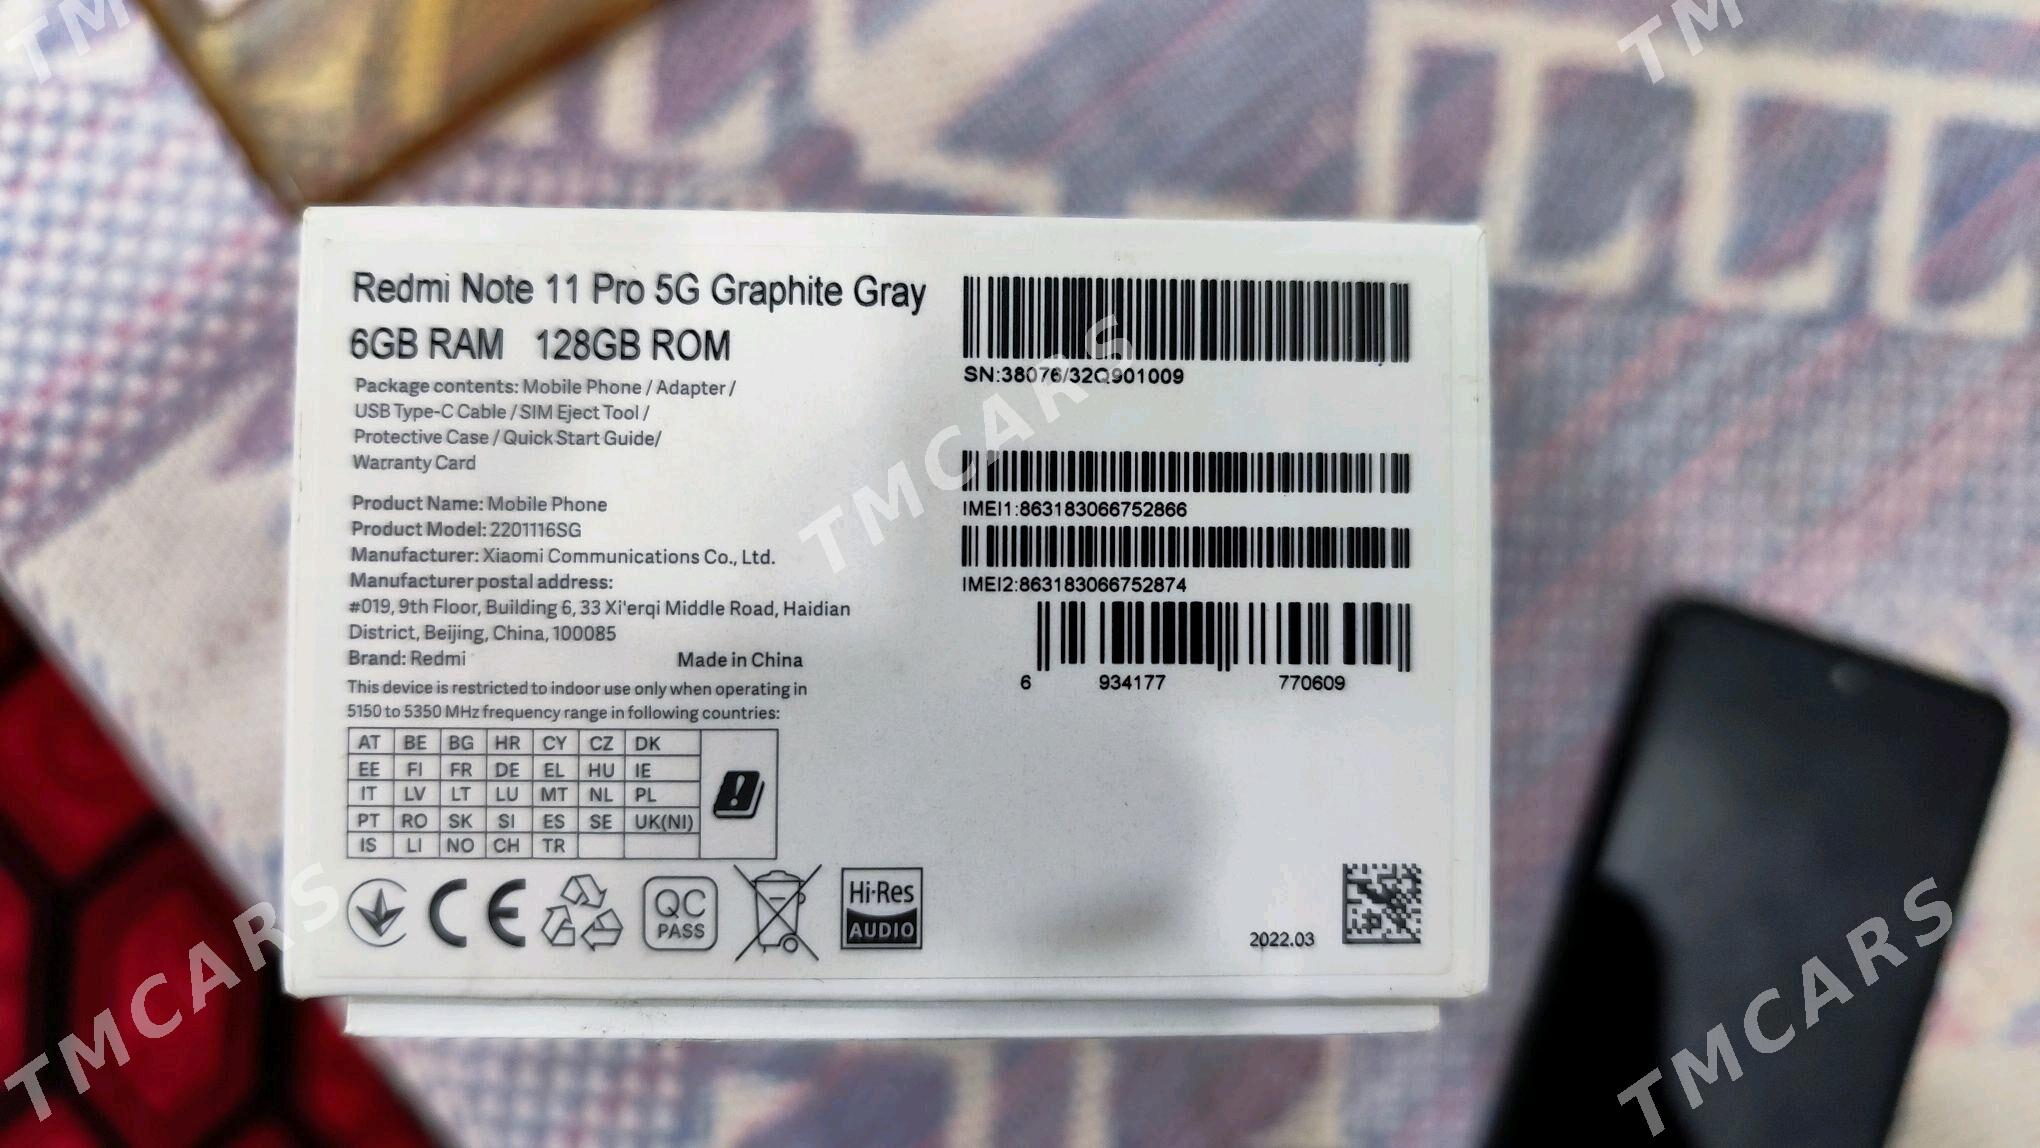 Redmi Note 11 Pro 5G Graphite Gray
6GB RAM 128GB ROM
Package contents: Mobile Phone / Adapter /
USB Type-C Cable / SIM Eject Tool /
Protective Case / Quick Start Guide/
Warranty Card
Product Name: Mobile Phone
Product Model: 2201116SG
Manufacturer: Xiaomi Communications Co., Ltd.
Manufacturer postal address:
#019, 9th Floor, Building 6, 33 Xi'erqi Middle Road, Haidian
District, Beijing, China, 100085
Brand: Redmi Made in China
This device is restricted to indoor use only when operating in
5150 to 5350 MHz frequency range in following countries:
AT BE BG HR CY CZ DK
EE FI FR DE EL HU IE
IT LV LT LU MT NL PL
PT RO SK SI ES SE UK(NI)
IS LI NO CH TR
CE
QC
PASS
Hi-Res
AUDIO
SN:38076/32Q901009
IMEI1:863183066752866
IMEI2:863183066752874
6 934177 770609
2022.03
TMCARS
TMCARS
TMCARS
TM
TM